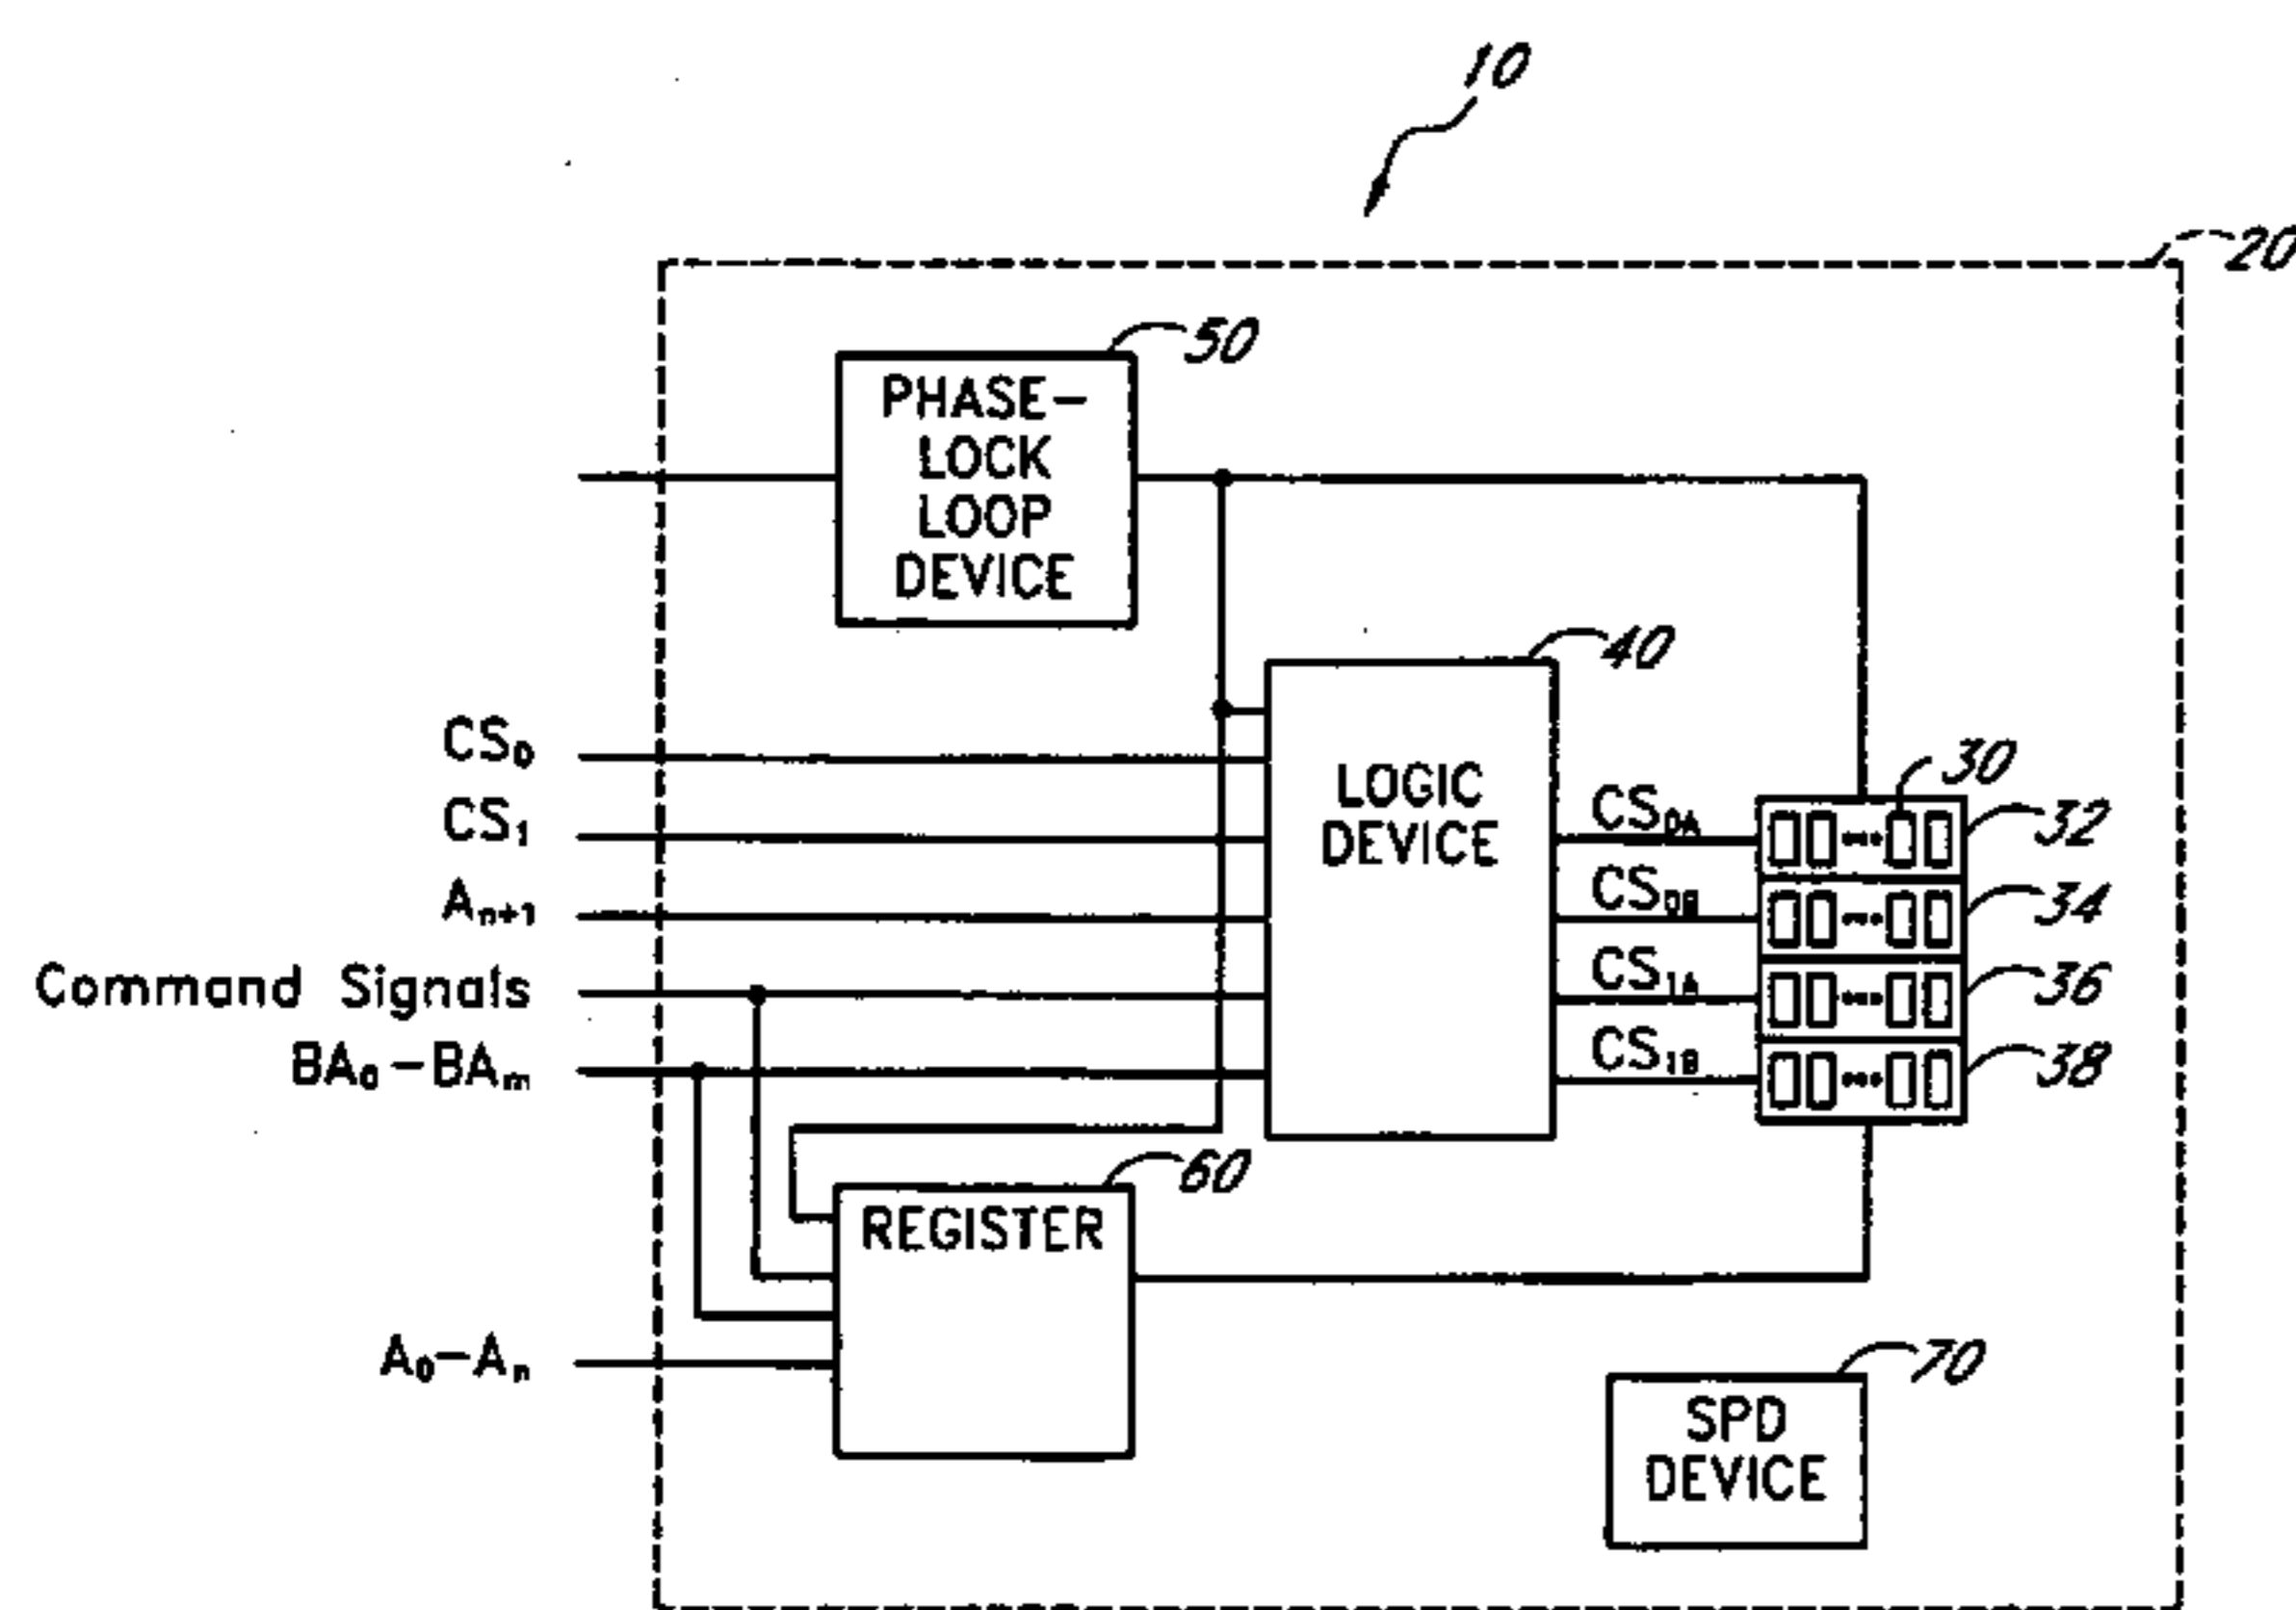 10
20
50
PHASE-
LOCK
LOOP
DEVICE
40
CS₀
CS₁
Aₙ₊₁
Command Signals
BA₀-BAₘ
LOGIC
DEVICE
CS₀ₐ
CS₀B
CS₁ₐ
CS₁B
30
32
34
36
38
60
REGISTER
A₀-Aₙ
70
SPD
DEVICE